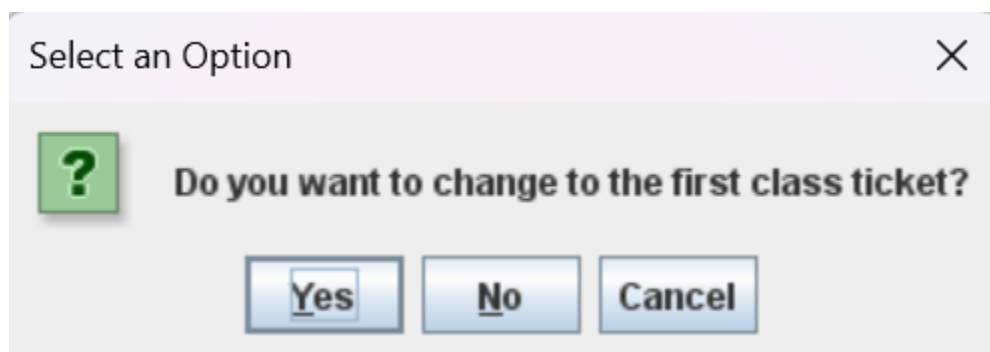 Select an Option
?
Do you want to change to the first class ticket?
Yes No Cancel